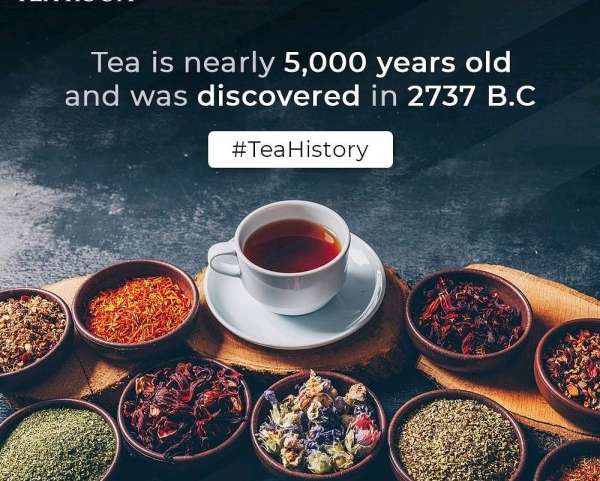 Tea is nearly 5,000 years old
and was discovered in 2737 B.C
#TeaHistory